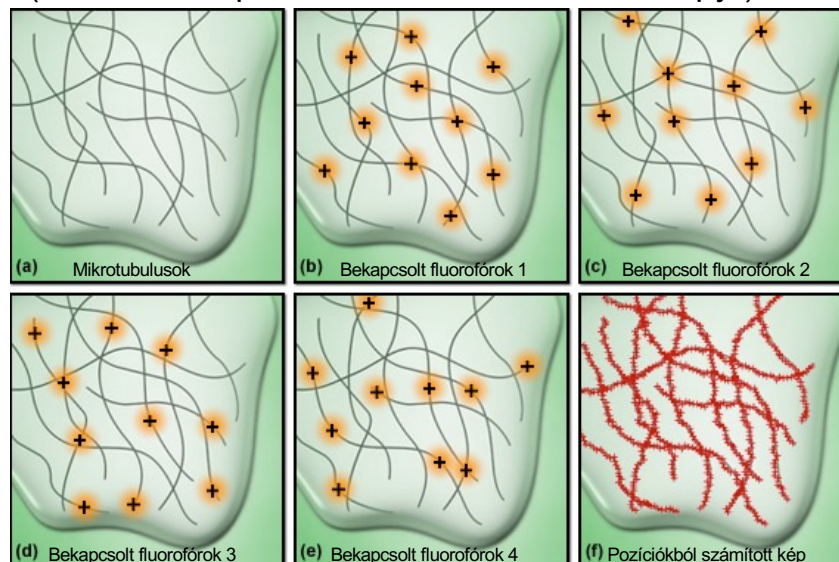 (a) Mikrotubulusok
(b) Bekapcsolt fluorofórok 1
(c) Bekapcsolt fluorofórok 2
(d) Bekapcsolt fluorofórok 3
(e) Bekapcsolt fluorofórok 4
(f) Pozíciókból számított kép